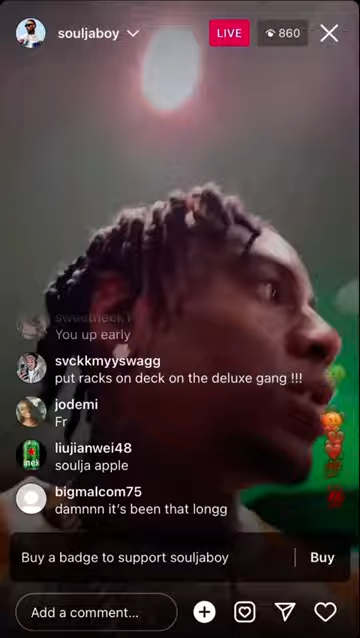 souljaboy
LIVE
860
You up early
svckkmyyswagg
put racks on deck on the deluxe gang !!!
jodemi
Fr
liujianwei48
soulja apple
bigmalcom75
damnnn it's been that longg
Buy a badge to support souljaboy
Buy
Add a comment...